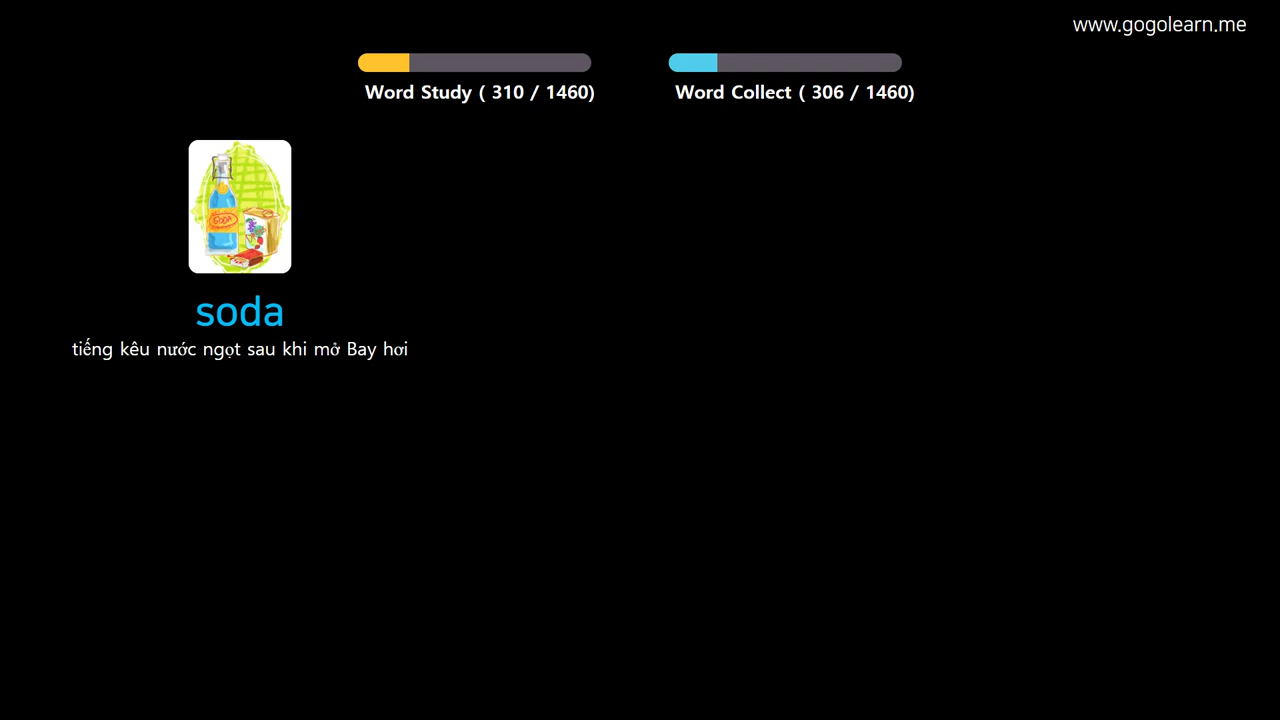 www.gogolearn.me
Word Study ( 310 / 1460)
Word Collect ( 306 / 1460)
SODA
soda
tiếng kêu nước ngọt sau khi mở Bay hơi